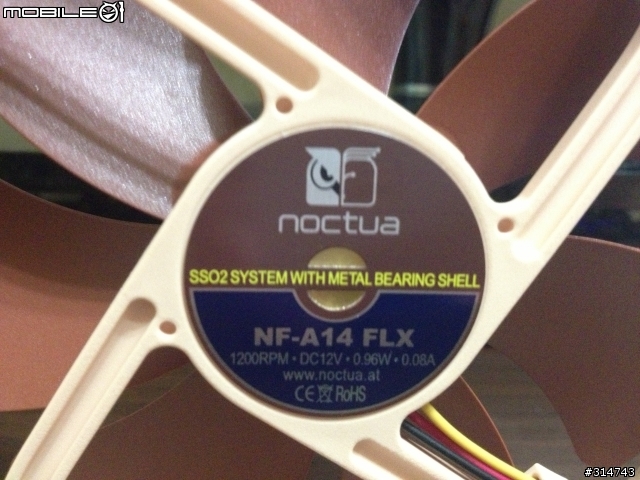 MOBILE01
noctua
SSO2 SYSTEM WITH METAL BEARING SHELL
NF-A14 FLX
1200RPM • DC12V • 0.96W • 0.08A
www.noctua.at
CE RoHS
#314743